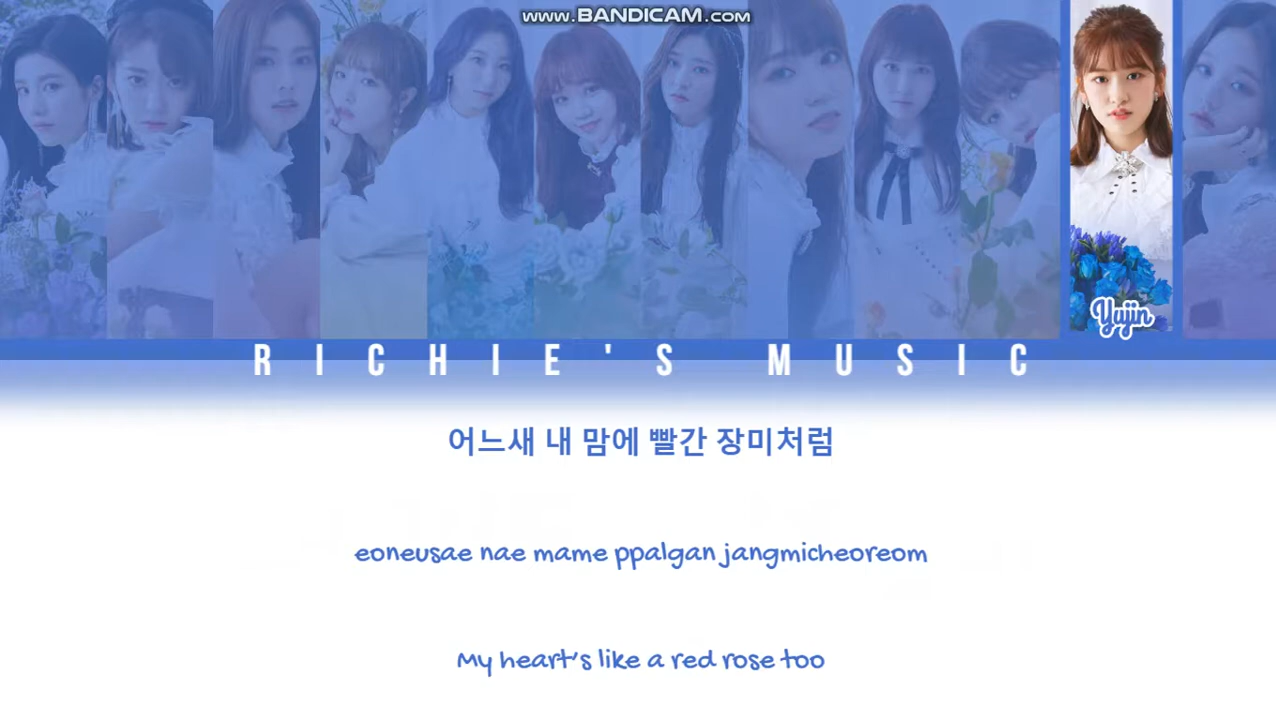 www.BANDICAM.com
Yujin
RICHIE'S MUSIC
어느새 내 맘에 빨간 장미처럼
eoneusae nae mame ppalgan jangmicheoreom
My heart's like a red rose too